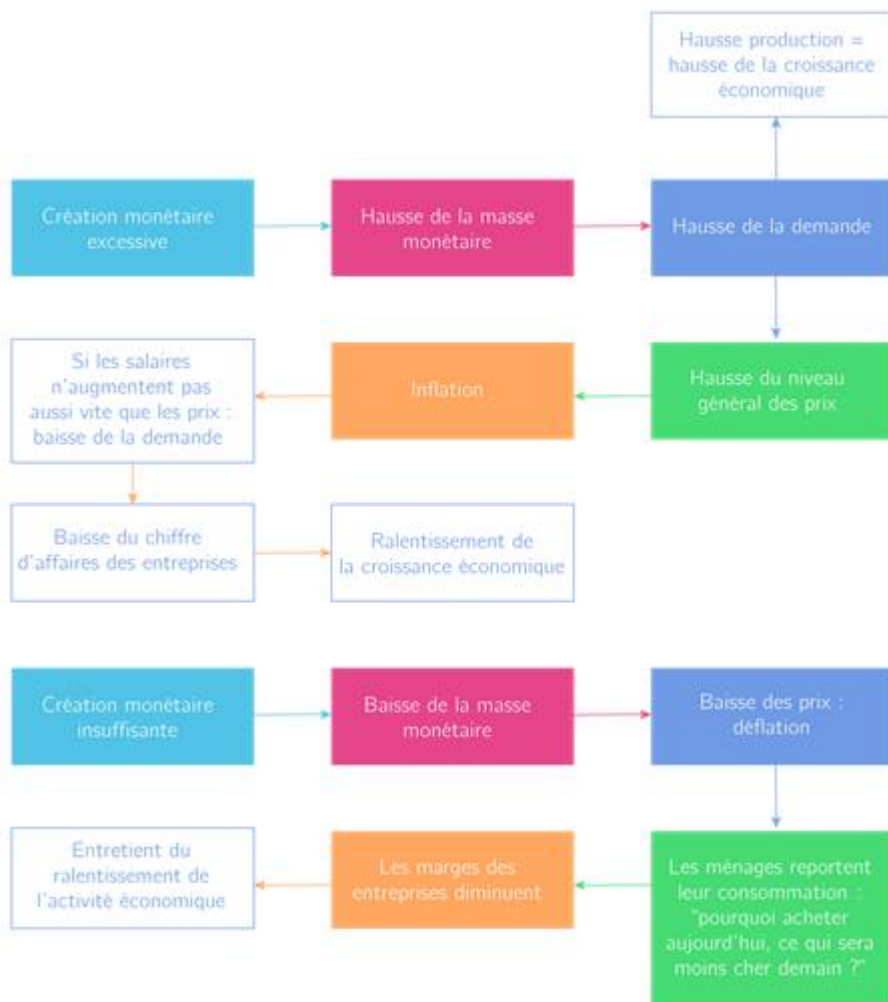 Hausse production =
hausse de la croissance
économique
Création monétaire
excessive
Hausse de la masse
monétaire
Hausse de la demande
Si les salaires
n'augmentent pas
aussi vite que les prix :
baisse de la demande
Inflation
Hausse du niveau
général des prix
Baisse du chiffre
d'affaires des entreprises
Ralentissement de
la croissance économique
Création monétaire
insuffisante
Baisse de la masse
monétaire
Baisse des prix :
déflation
Entretient du
ralentissement de
l'activité économique
Les marges des
entreprises diminuent
Les ménages reportent
leur consommation :
"pourquoi acheter
aujourd'hui, ce qui sera
moins cher demain ?"